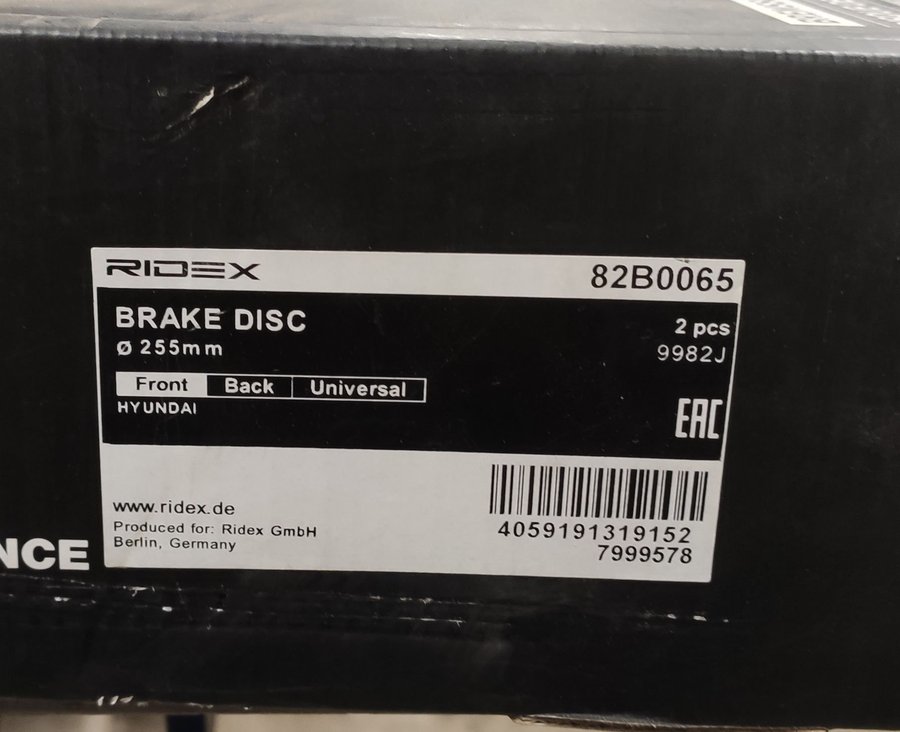 RIDEX 82B0065
BRAKE DISC 2 pcs
ø 255mm 9982J
Front Back Universal
HYUNDAI
EAC
www.ridex.de
Produced for: Ridex GmbH
Berlin, Germany
4059191319152
7999578
NCE